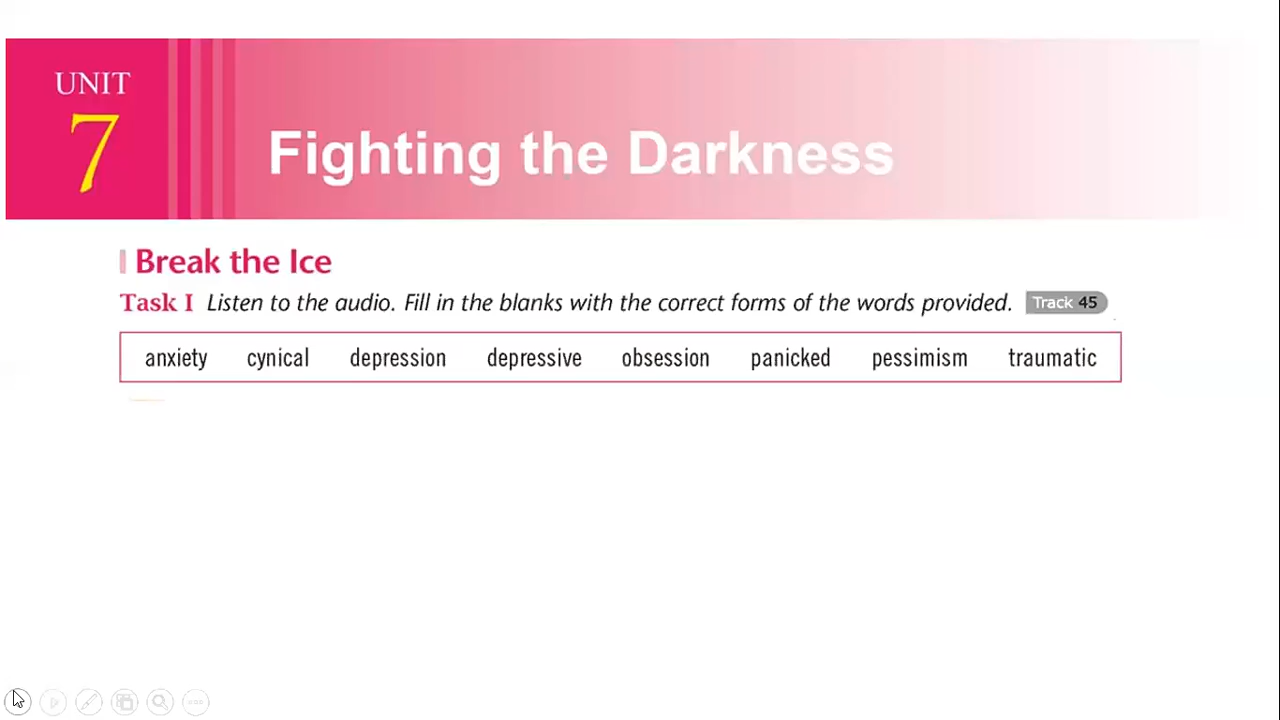 UNIT
7
Fighting the Darkness
Break the Ice
Task I Listen to the audio. Fill in the blanks with the correct forms of the words provided. Track 45
anxiety cynical depression depressive obsession panicked pessimism traumatic